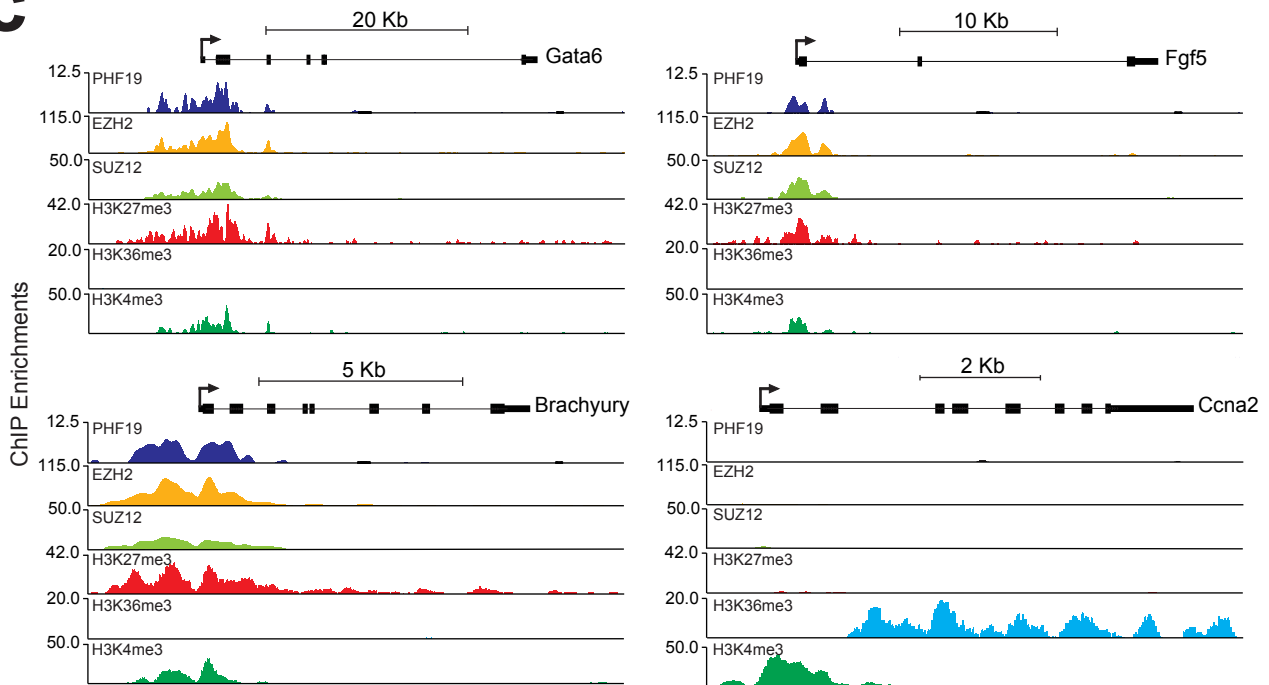 C
ChIP Enrichments
20 Kb
Gata6
12.5
PHF19
115.0
EZH2
50.0
SUZ12
42.0
H3K27me3
20.0
H3K36me3
50.0
H3K4me3
10 Kb
Fgf5
12.5
PHF19
115.0
EZH2
50.0
SUZ12
42.0
H3K27me3
20.0
H3K36me3
50.0
H3K4me3
5 Kb
Brachyury
12.5
PHF19
115.0
EZH2
50.0
SUZ12
42.0
H3K27me3
20.0
H3K36me3
50.0
H3K4me3
2 Kb
Ccna2
12.5
PHF19
115.0
EZH2
50.0
SUZ12
42.0
H3K27me3
20.0
H3K36me3
50.0
H3K4me3